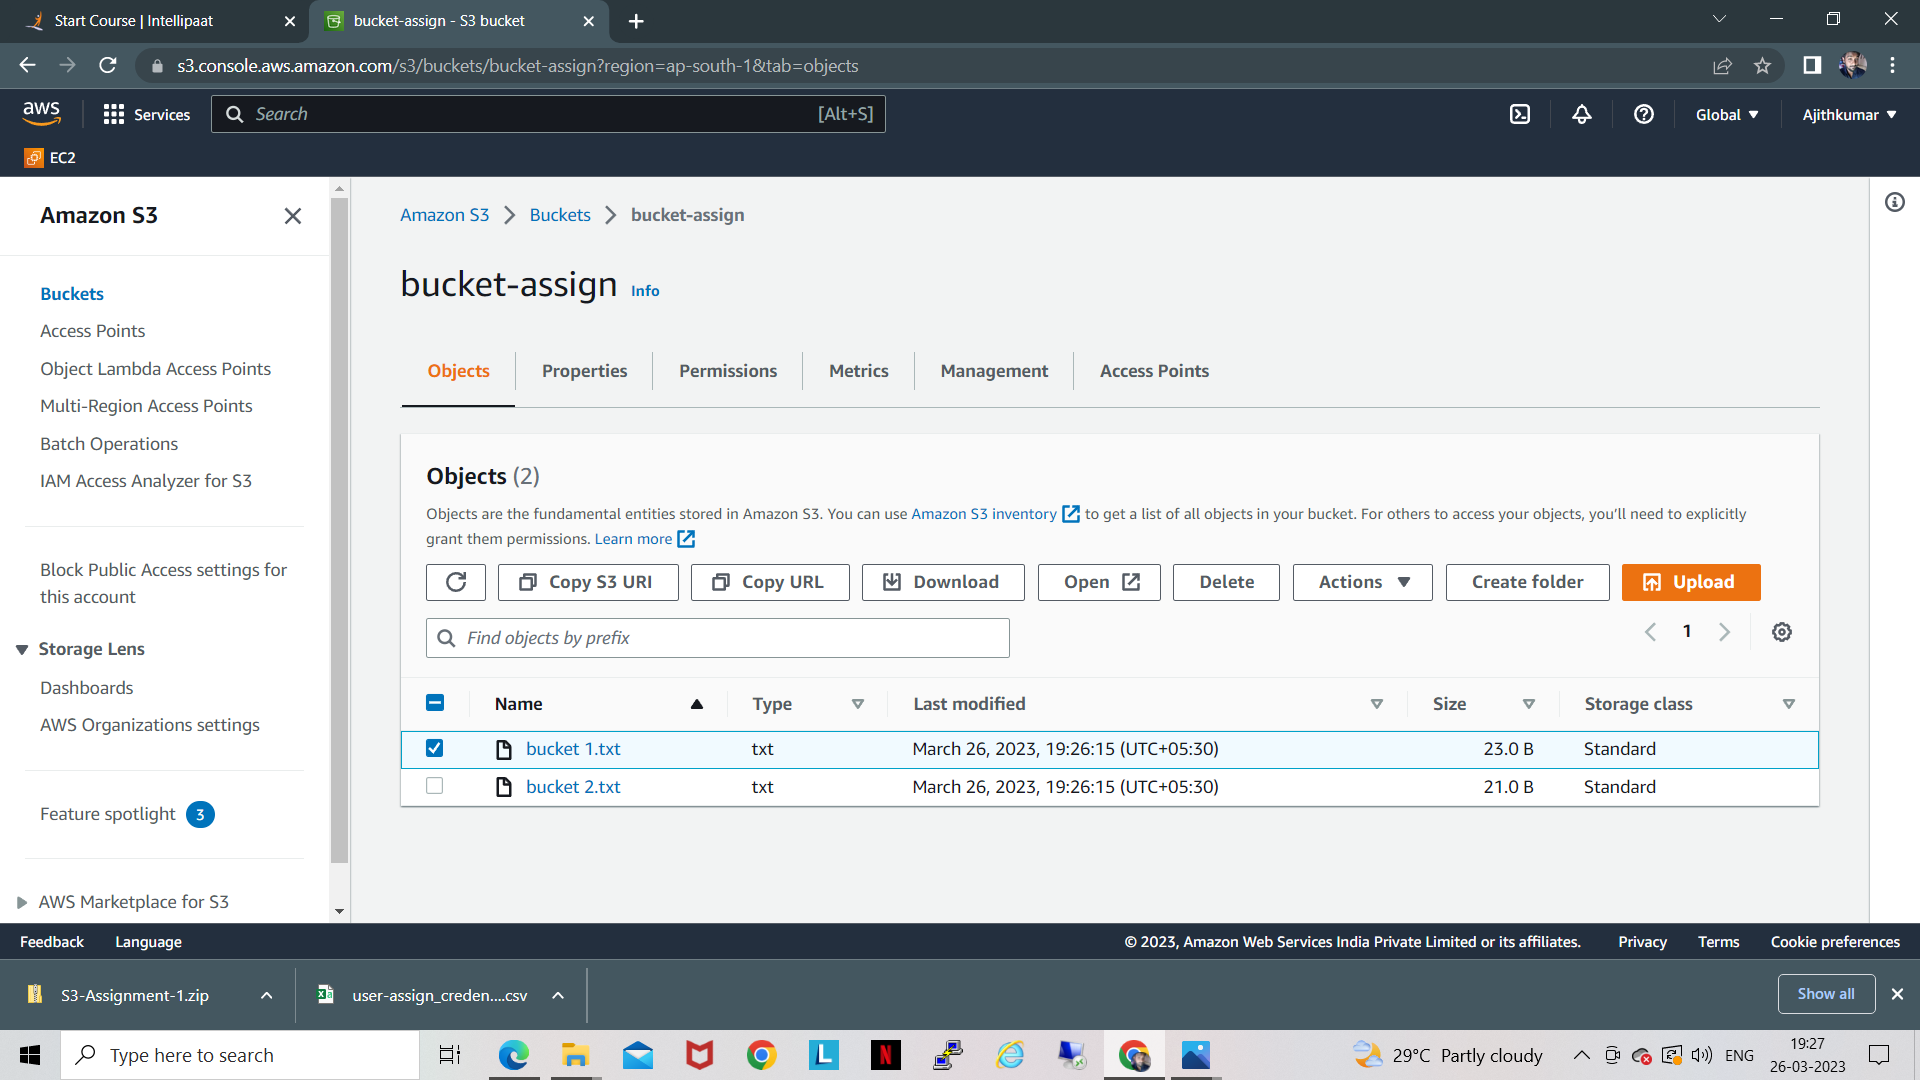 Start Course | Intellipaat
bucket-assign - S3 bucket
s3.console.aws.amazon.com/s3/buckets/bucket-assign?region=ap-south-1&tab=objects
aws
Services
Search
[Alt+S]
Global
Ajithkumar
EC2
Amazon S3
Buckets
Access Points
Object Lambda Access Points
Multi-Region Access Points
Batch Operations
IAM Access Analyzer for S3
Block Public Access settings for
this account
Storage Lens
Dashboards
AWS Organizations settings
Feature spotlight 3
AWS Marketplace for S3
Amazon S3 > Buckets > bucket-assign
bucket-assign Info
Objects
Properties
Permissions
Metrics
Management
Access Points
Objects (2)
Objects are the fundamental entities stored in Amazon S3. You can use Amazon S3 inventory to get a list of all objects in your bucket. For others to access your objects, you'll need to explicitly
grant them permissions. Learn more
Copy S3 URI
Copy URL
Download
Open
Delete
Actions
Create folder
Upload
Find objects by prefix
1
Name Type Last modified Size Storage class
bucket 1.txt txt March 26, 2023, 19:26:15 (UTC+05:30) 23.0 B Standard
bucket 2.txt txt March 26, 2023, 19:26:15 (UTC+05:30) 21.0 B Standard
Feedback Language
© 2023, Amazon Web Services India Private Limited or its affiliates.
Privacy Terms Cookie preferences
S3-Assignment-1.zip
user-assign_creden....csv
Show all
Type here to search
L
N
29°C Partly cloudy
ENG
19:27
26-03-2023